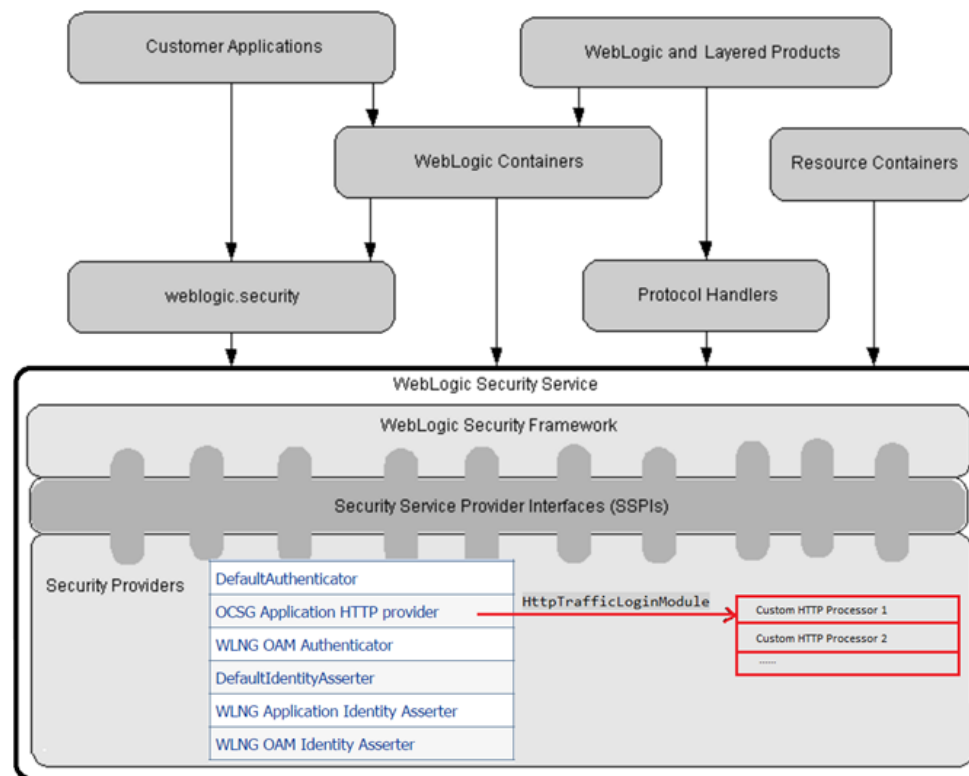 Customer Applications
WebLogic and Layered Products
WebLogic Containers
Resource Containers
weblogic.security
Protocol Handlers
WebLogic Security Service
WebLogic Security Framework
Security Service Provider Interfaces (SSPIs)
Security Providers
DefaultAuthenticator
OCSG Application HTTP provider
WLNG OAM Authenticator
DefaultIdentityAsserter
WLNG Application Identity Asserter
WLNG OAM Identity Asserter
HttpTrafficLoginModule
Custom HTTP Processor 1
Custom HTTP Processor 2
......